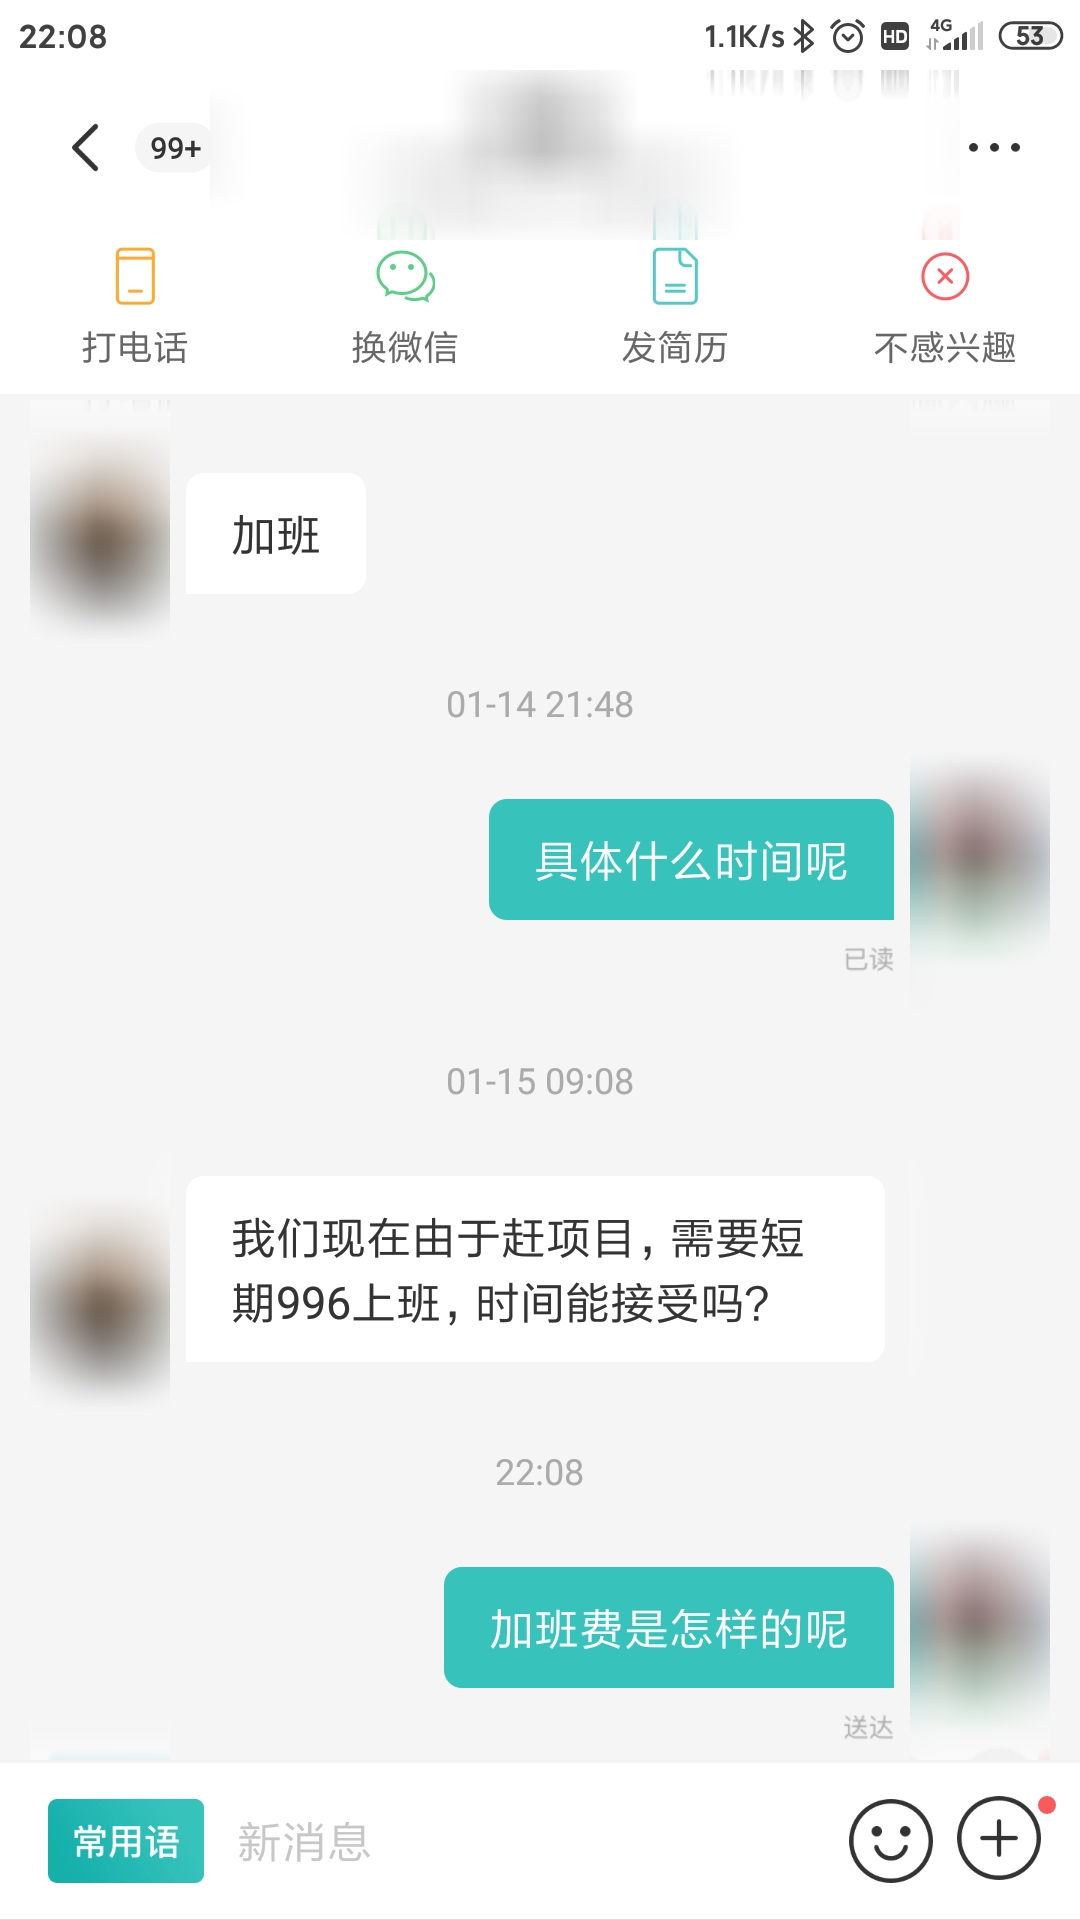 22:08
1.1K/s
HD
4G
53
99+
打电话
换微信
发简历
不感兴趣
加班
01-14 21:48
具体什么时间呢
已读
01-15 09:08
我们现在由于赶项目，需要短
期996上班，时间能接受吗？
22:08
加班费是怎样的呢
送达
常用语
新消息